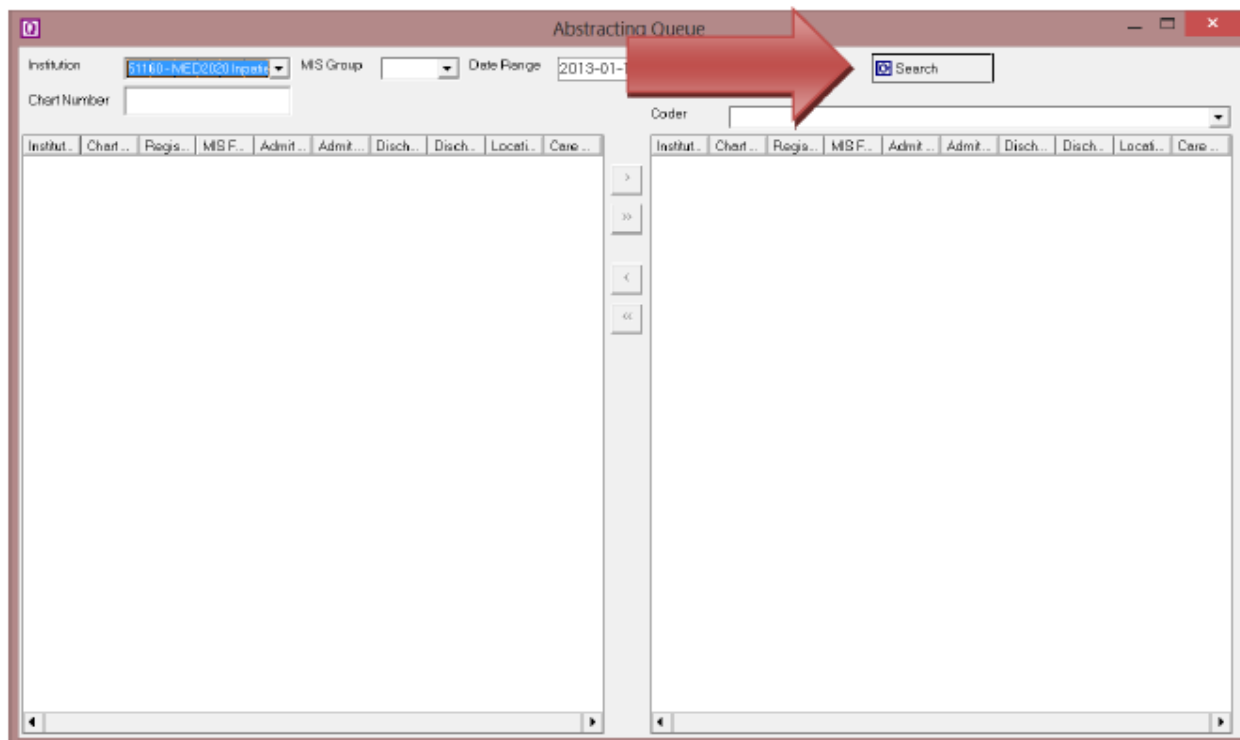 Abstracting Queue
Institution 51160 - MED2020 Inpatie MIS Group Date Range 2013-01-1 Search
Chart Number
Coder
Institut... Chart ... Regis... MIS F... Admit ... Admit... Disch... Disch... Locati... Care ...
Institut... Chart ... Regis... MIS F... Admit ... Admit... Disch... Disch... Locati... Care ...
>
>>
<
<<